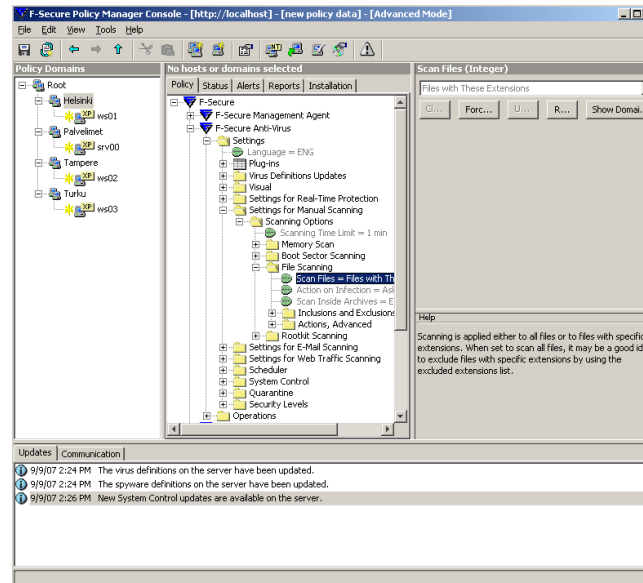 F-Secure Policy Manager Console - [http://localhost] - [new policy data] - [Advanced Mode]
File Edit View Tools Help
Policy Domains
Root
Helsinki
XP ws01
Palvelimet
XP srv00
Tampere
XP ws02
Turku
XP ws03
No hosts or domains selected
Policy Status Alerts Reports Installation
F-Secure
F-Secure Management Agent
F-Secure Anti-Virus
Settings
Language = ENG
Plug-ins
Virus Definitions Updates
Visual
Settings for Real-Time Protection
Settings for Manual Scanning
Scanning Options
Scanning Time Limit = 1 min
Memory Scan
Boot Sector Scanning
File Scanning
Scan Files = Files with Th
Action on Infection = Ask
Scan Inside Archives = E
Inclusions and Exclusions
Actions, Advanced
Rootkit Scanning
Settings for E-Mail Scanning
Settings for Web Traffic Scanning
Scheduler
System Control
Quarantine
Security Levels
Operations
Scan Files (Integer)
Files with These Extensions
Cl... Forc... U... R... Show Domai.
Help
Scanning is applied either to all files or to files with specific
extensions. When set to scan all files, it may be a good id
to exclude files with specific extensions by using the
excluded extensions list.
Updates Communication
9/9/07 2:24 PM The virus definitions on the server have been updated.
9/9/07 2:24 PM The spyware definitions on the server have been updated.
9/9/07 2:26 PM New System Control updates are available on the server.